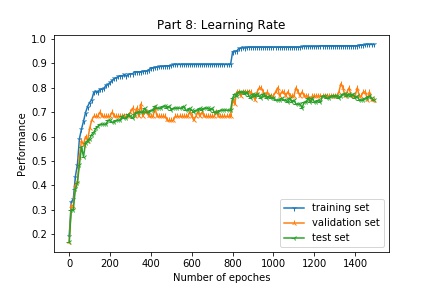 Part 8: Learning Rate
1.0
0.9
0.8
0.7
0.6
0.5
0.4
0.3
0.2
Performance
0 200 400 600 800 1000 1200 1400
Number of epoches
training set
validation set
test set